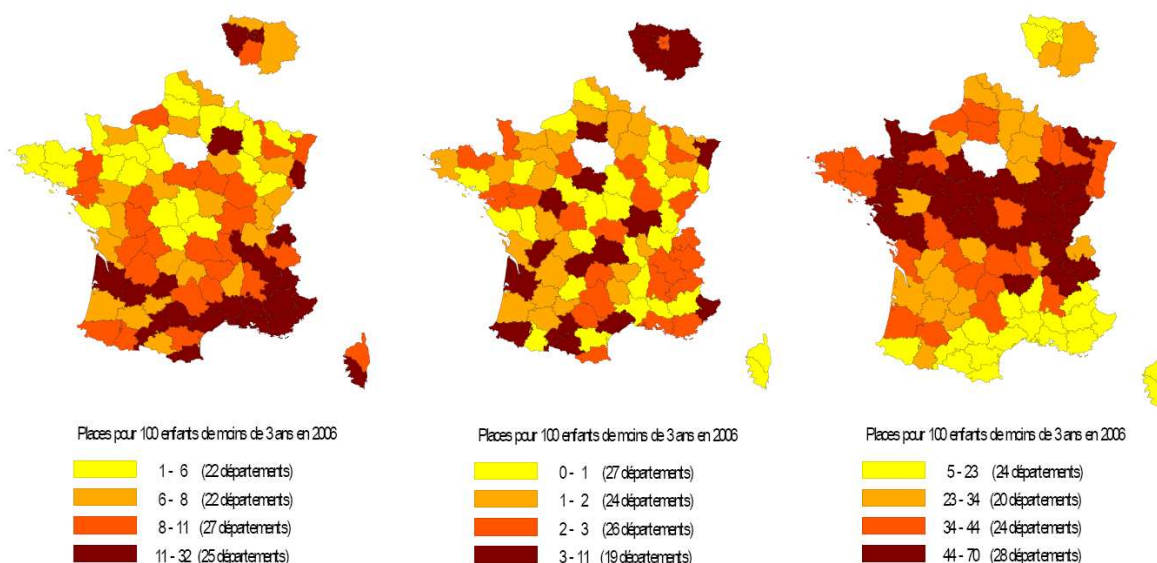 Places pour 100 enfants de moins de 3 ans en 2006
1 - 6 (22 départements)
6 - 8 (22 départements)
8 - 11 (27 départements)
11 - 32 (25 départements)
Places pour 100 enfants de moins de 3 ans en 2006
0 - 1 (27 départements)
1 - 2 (24 départements)
2 - 3 (26 départements)
3 - 11 (19 départements)
Places pour 100 enfants de moins de 3 ans en 2006
5 - 23 (24 départements)
23 - 34 (20 départements)
34 - 44 (24 départements)
44 - 70 (28 départements)